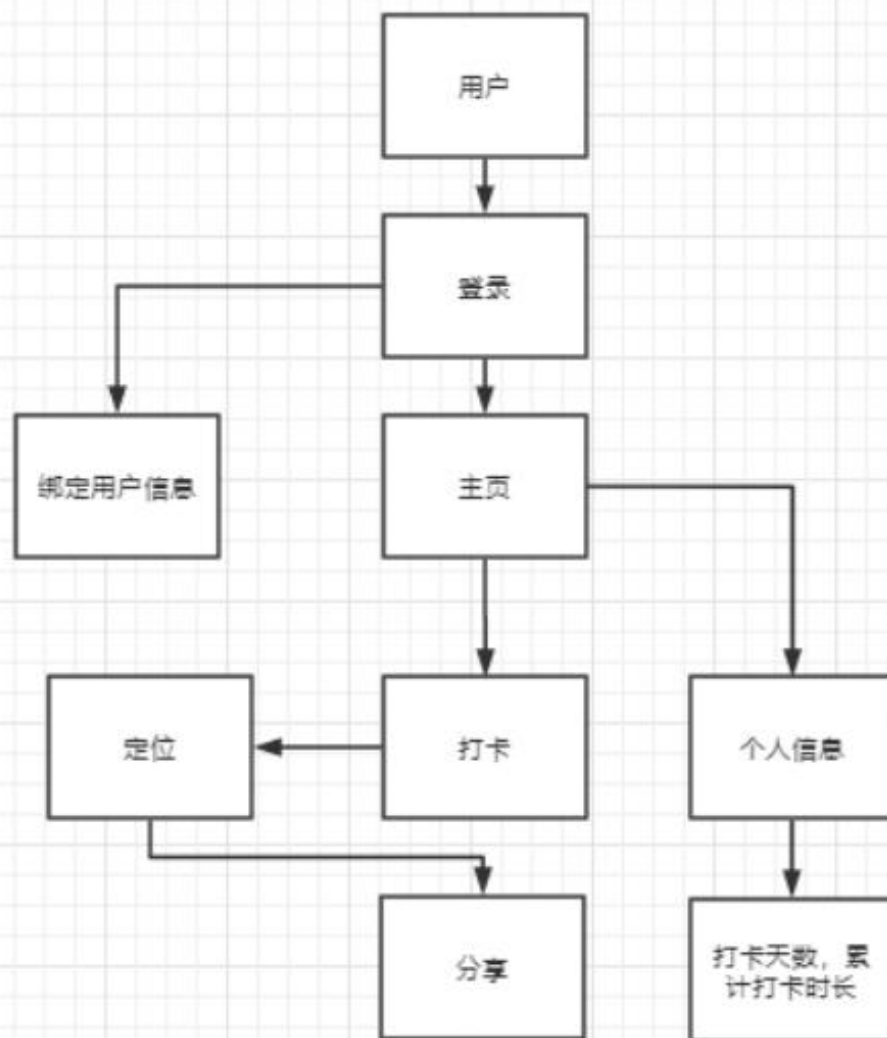 用户
登录
绑定用户信息
主页
定位
打卡
个人信息
分享
打卡天数，累
计打卡时长